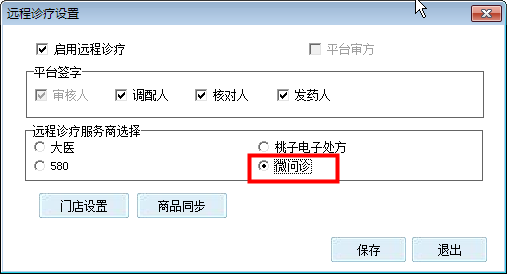 远程诊疗设置
启用远程诊疗 平台审方
平台签字
审核人 调配人 核对人 发药人
远程诊疗服务商选择
大医 桃子电子处方
580 微问诊
门店设置 商品同步
保存 退出